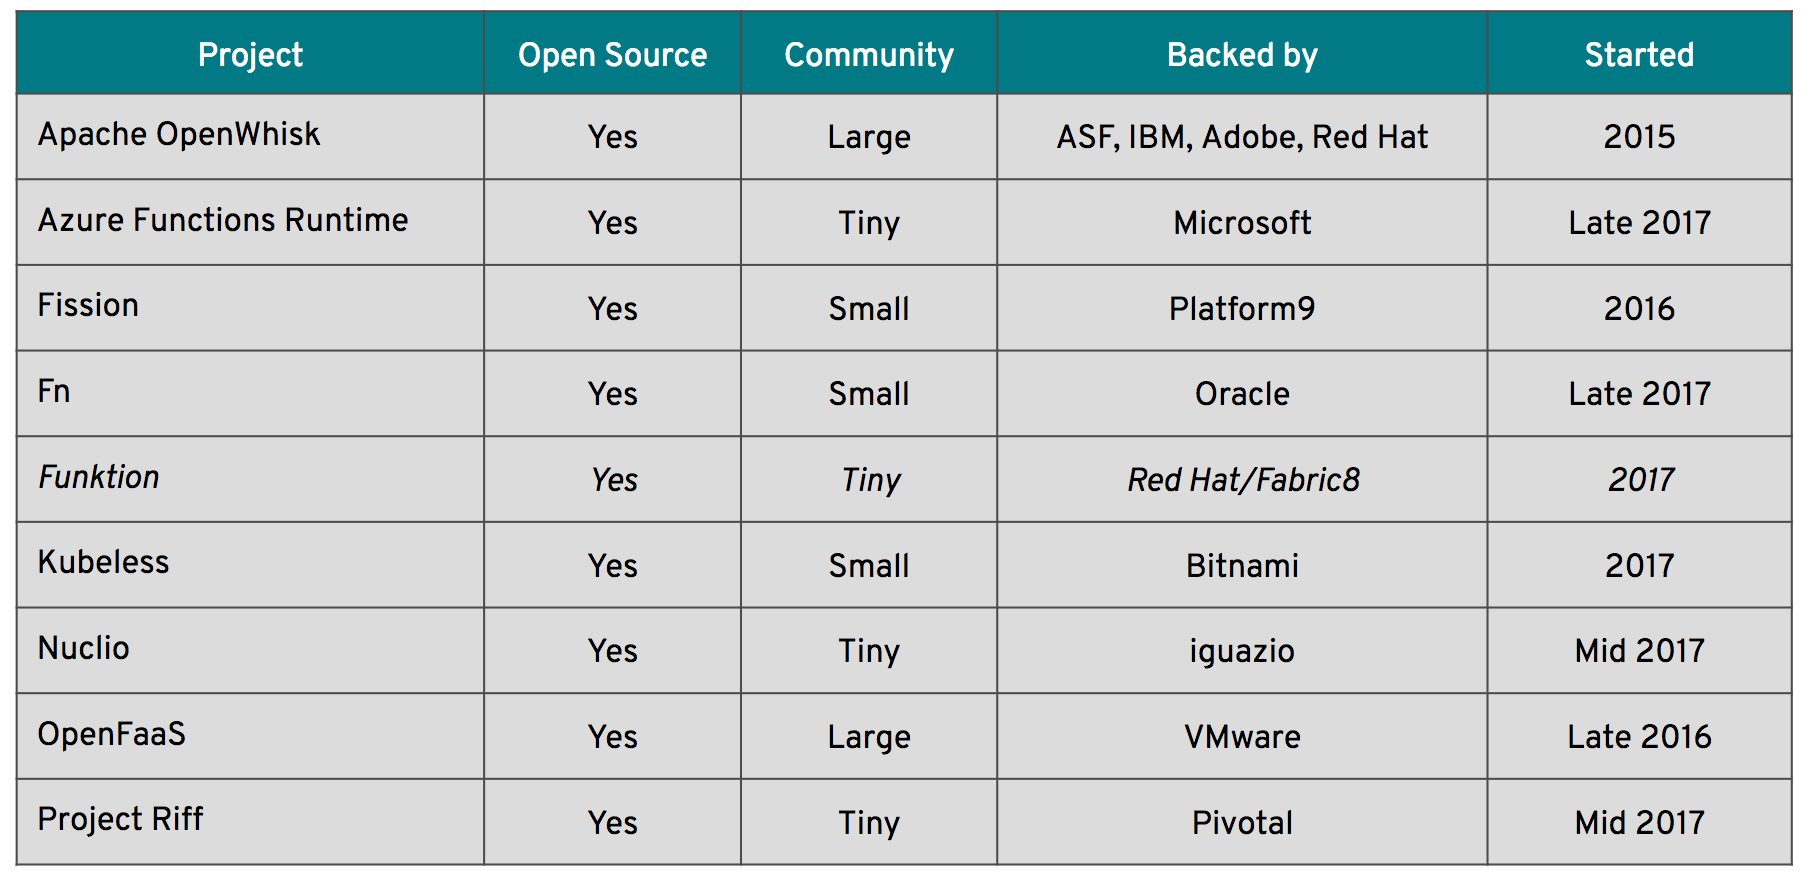 Project Open Source Community Backed by Started
Apache OpenWhisk Yes Large ASF, IBM, Adobe, Red Hat 2015
Azure Functions Runtime Yes Tiny Microsoft Late 2017
Fission Yes Small Platform9 2016
Fn Yes Small Oracle Late 2017
Funktion Yes Tiny Red Hat/Fabric8 2017
Kubeless Yes Small Bitnami 2017
Nuclio Yes Tiny iguazio Mid 2017
OpenFaaS Yes Large VMware Late 2016
Project Riff Yes Tiny Pivotal Mid 2017